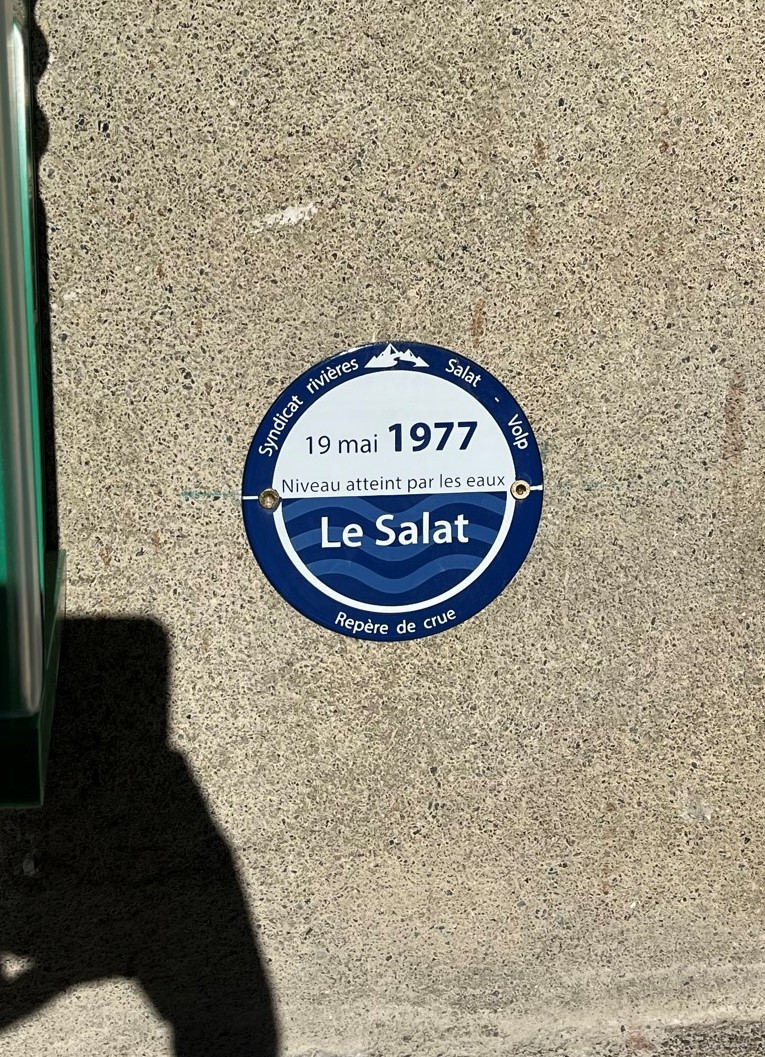 Syndicat rivières Salat - Volp
19 mai 1977
Niveau atteint par les eaux
Le Salat
Repère de crue